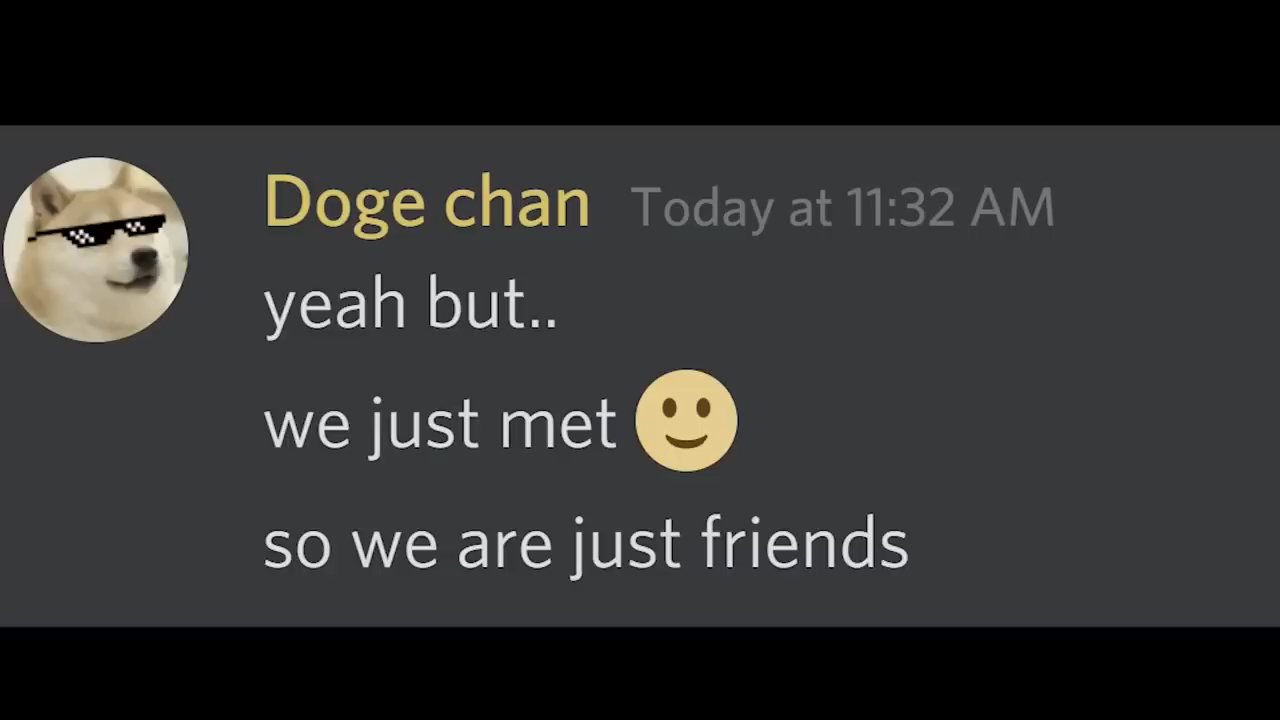 Doge chan Today at 11:32 AM
yeah but..
we just met 🙂
so we are just friends